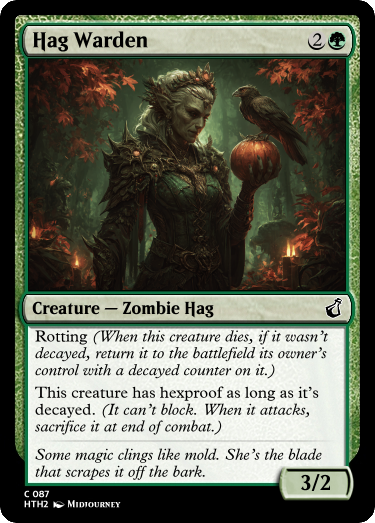 Hag Warden 2
Creature — Zombie Hag
Rotting (When this creature dies, if it wasn't
decayed, return it to the battlefield its owner's
control with a decayed counter on it.)
This creature has hexproof as long as it's
decayed. (It can't block. When it attacks,
sacrifice it at end of combat.)
Some magic clings like mold. She's the blade
that scrapes it off the bark.
3/2
C 087
HTH2 Midjourney